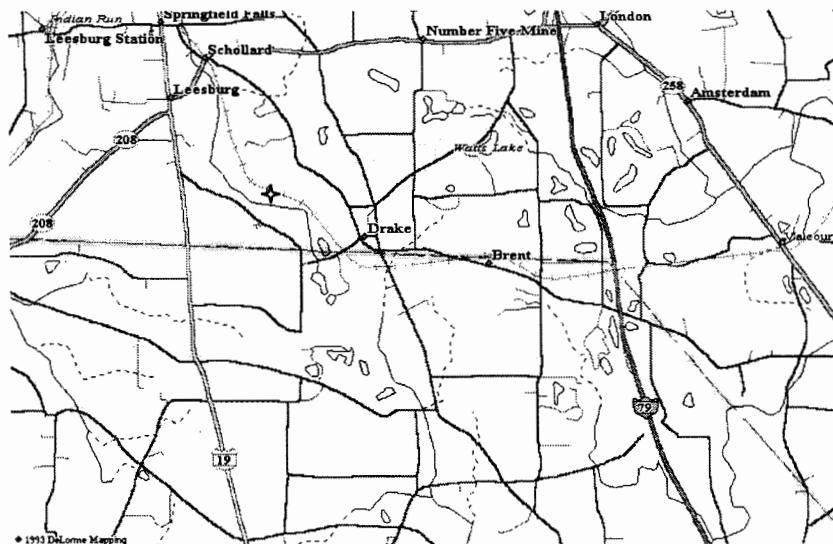 Indian Run
Springfield Falls
London
Leesburg Station
Number Five Mine
Schollard
258
Leesburg
Amsterdam
208
Watts Lake
208
Drake
Brent
79
19
© 1993 DeLorme Mapping